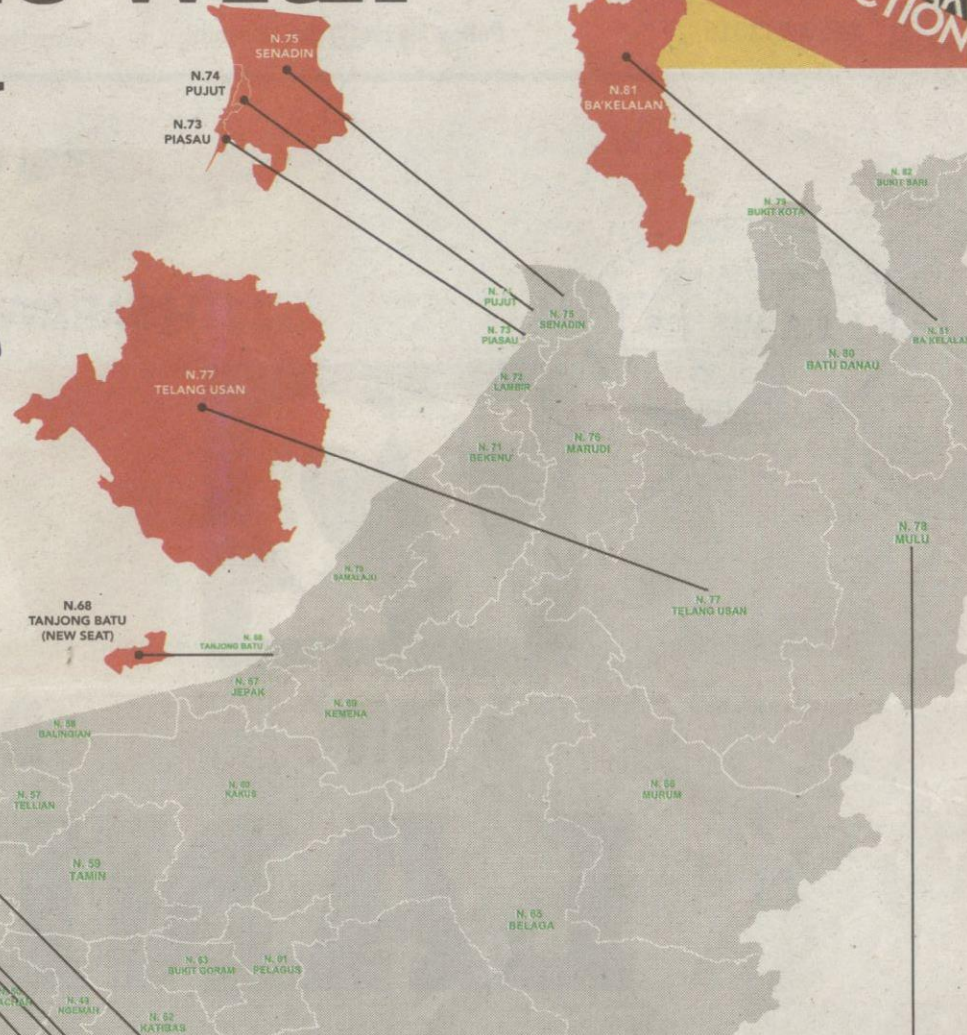 N.75
SENADIN
N.74
PUJUT
N.73
PIASAU
N.81
BA'KELALAN
N. 82
BUKIT SARI
N. 79
BUKIT KOTA
N.77
TELANG USAN
PUJUT
N. 75
SENADIN
N. 73
PIASAU
N. 81
BA'KELALAN
N. 80
BATU DANAU
N. 72
LAMBIR
N. 71
BEKENU
N. 76
MARUDI
N. 78
MULU
N. 70
SAMALAJU
N. 77
TELANG USAN
N.68
TANJONG BATU
(NEW SEAT)
N. 68
TANJONG BATU
N. 67
JEPAK
N. 69
KEMENA
N. 58
BALINGIAN
N. 57
TELLIAN
KAKUS
MURUM
N. 59
TAMIN
N. 65
BELAGA
N. 63
BUKIT GORAM
N. 61
PELAGUS
N. 49
NGEMAH
N. 62
KATIBAS